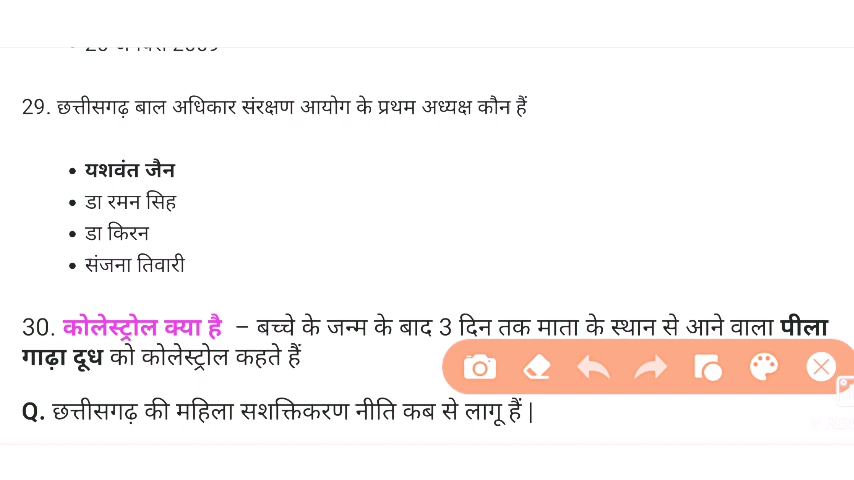 29. छत्तीसगढ़ बाल अधिकार संरक्षण आयोग के प्रथम अध्यक्ष कौन हैं
• यशवंत जैन
• डा रमन सिह
• डा किरन
• संजना तिवारी
30. कोलेस्ट्रोल क्या है – बच्चे के जन्म के बाद 3 दिन तक माता के स्थान से आने वाला पीला
गाढ़ा दूध को कोलेस्ट्रोल कहते हैं
Q. छत्तीसगढ़ की महिला सशक्तिकरण नीति कब से लागू हैं |